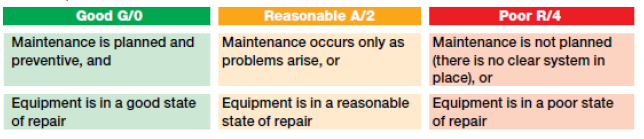 Good G/0
Reasonable A/2
Poor R/4
Maintenance is planned and
preventive, and
Maintenance occurs only as
problems arise, or
Maintenance is not planned
(there is no clear system in
place), or
Equipment is in a good state
of repair
Equipment is in a reasonable
state of repair
Equipment is in a poor state
of repair